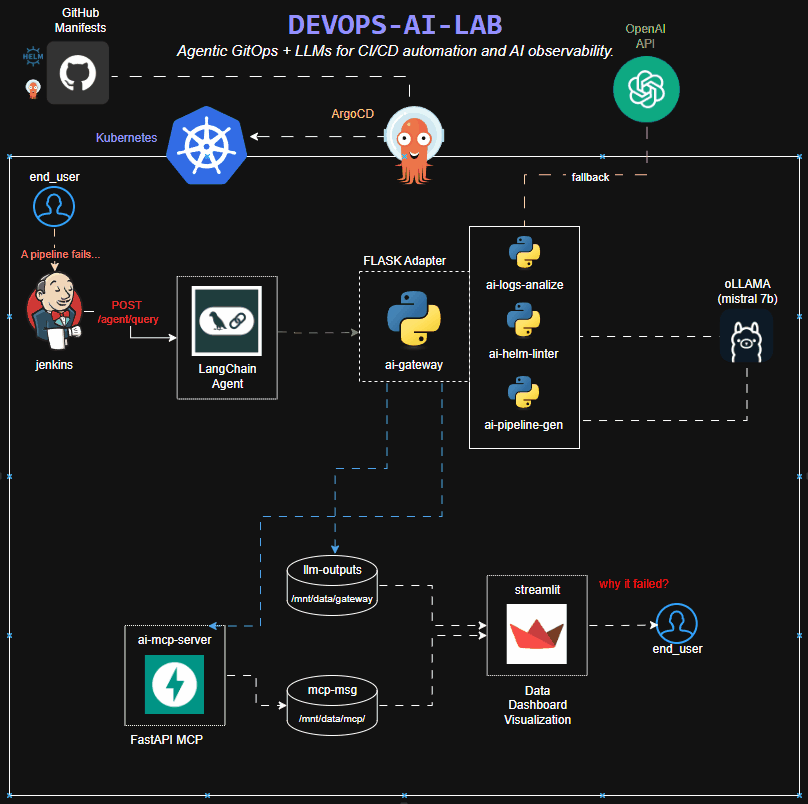 GitHub
Manifests
DEVOPS-AI-LAB
Agentic GitOps + LLMs for CI/CD automation and AI observability.
OpenAI
API
HELM
ArgoCD
Kubernetes
end_user
fallback
A pipeline fails...
FLASK Adapter
ai-logs-analize
oLLAMA
(mistral 7b)
POST
/agent/query
jenkins
LangChain
Agent
ai-gateway
ai-helm-linter
ai-pipeline-gen
llm-outputs
/mnt/data/gateway
streamlit
why it failed?
end_user
ai-mcp-server
FastAPI MCP
mcp-msg
/mnt/data/mcp/
Data
Dashboard
Visualization